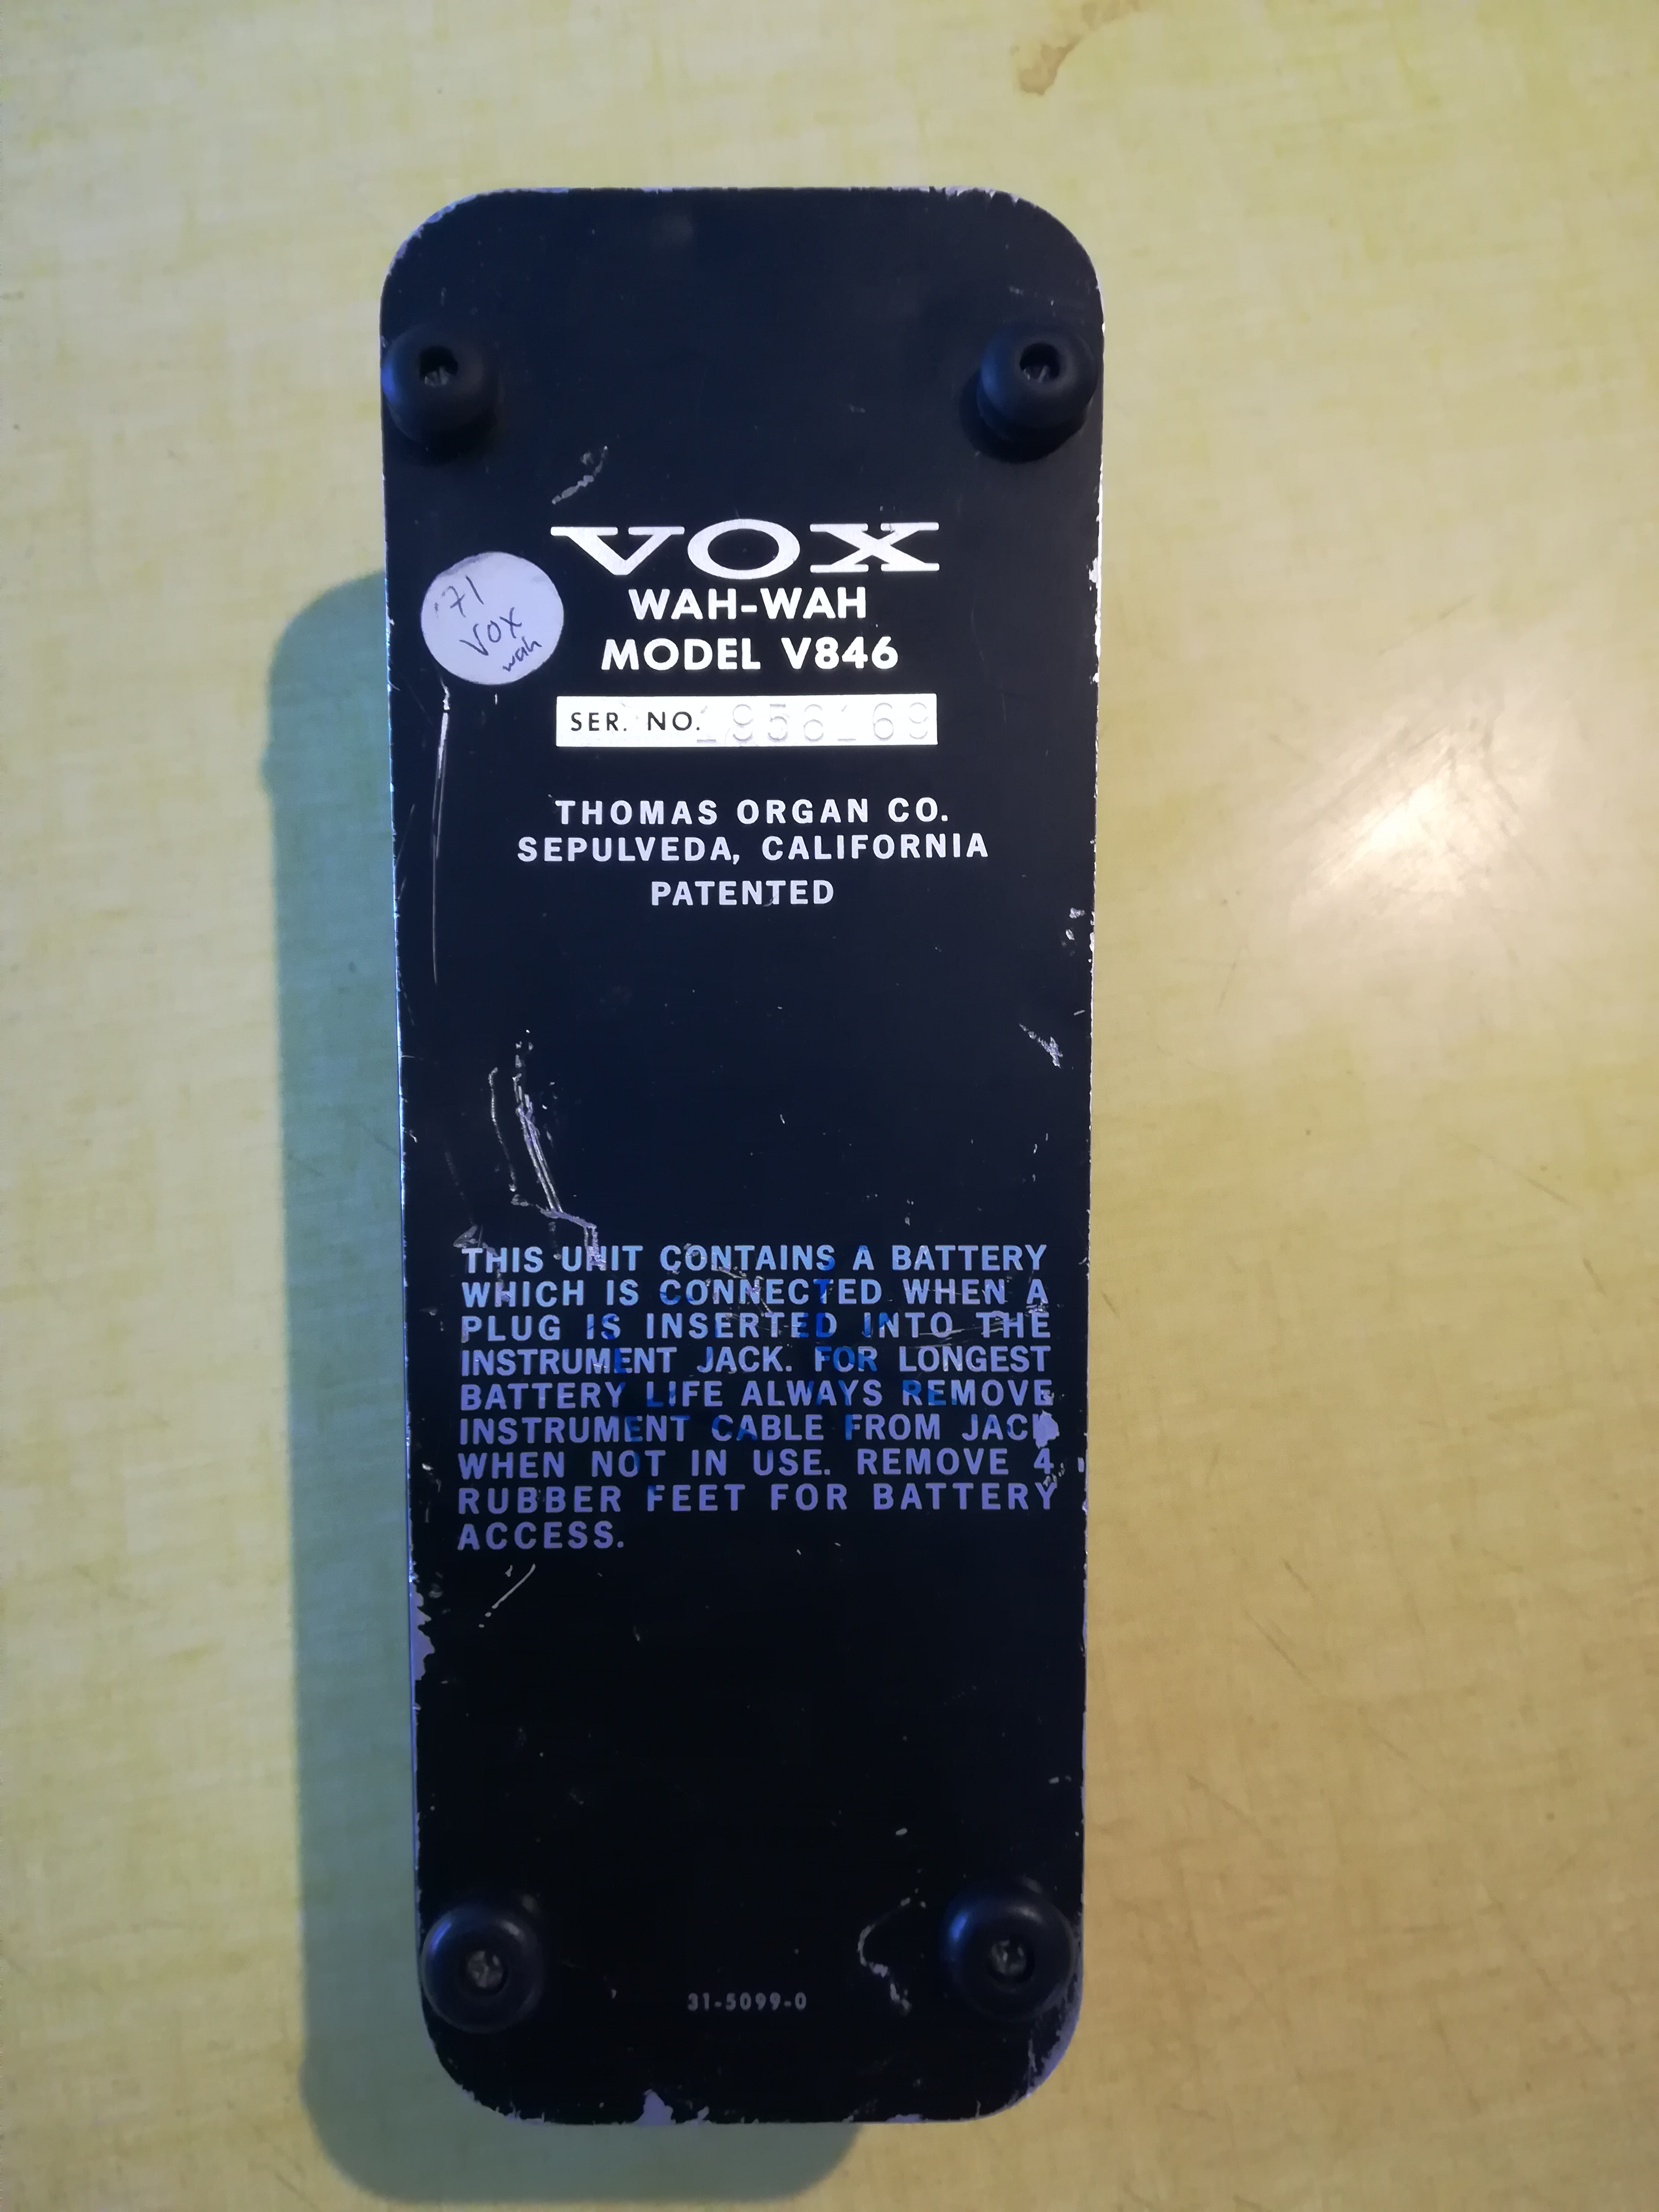 VOX
WAH-WAH
MODEL V846
'71
VOX
wah
SER. NO. 1956169
THOMAS ORGAN CO.
SEPULVEDA, CALIFORNIA
PATENTED
THIS UNIT CONTAINS A BATTERY
WHICH IS CONNECTED WHEN A
PLUG IS INSERTED INTO THE
INSTRUMENT JACK. FOR LONGEST
BATTERY LIFE ALWAYS REMOVE
INSTRUMENT CABLE FROM JACK
WHEN NOT IN USE. REMOVE 4
RUBBER FEET FOR BATTERY
ACCESS.
31-5099-0